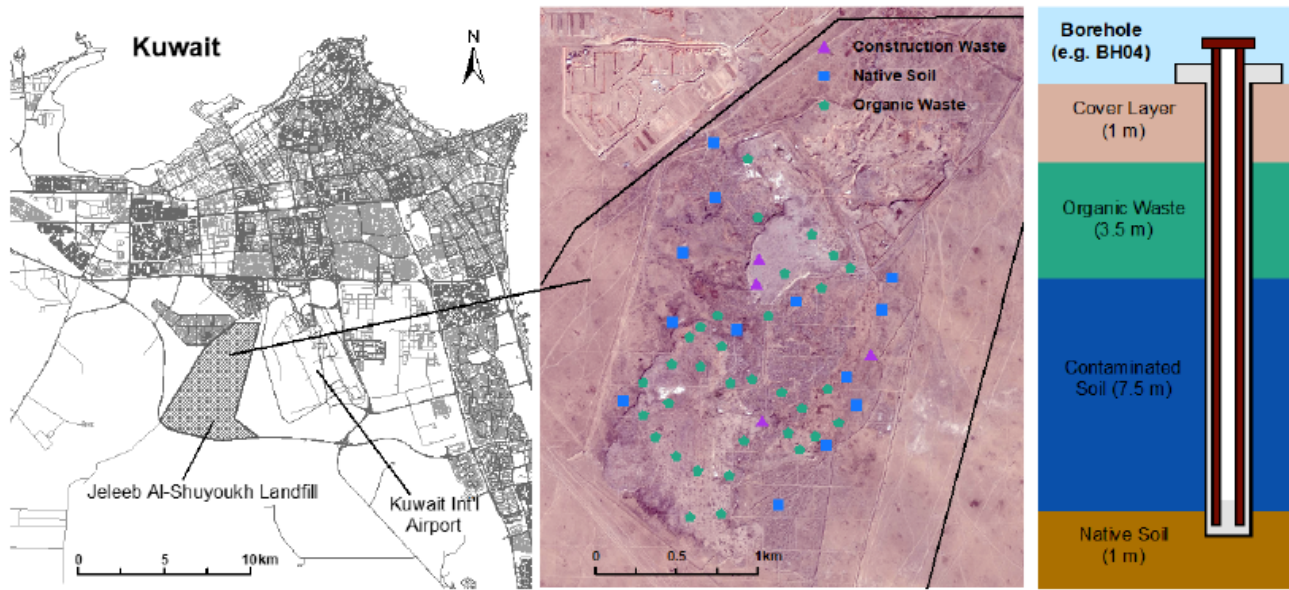 Kuwait
N
Jeleeb Al-Shuyoukh Landfill
Kuwait Int'l
Airport
0 5 10km
Construction Waste
Native Soil
Organic Waste
0 0.5 1km
Borehole
(e.g. BH04)
Cover Layer
(1 m)
Organic Waste
(3.5 m)
Contaminated
Soil (7.5 m)
Native Soil
(1 m)